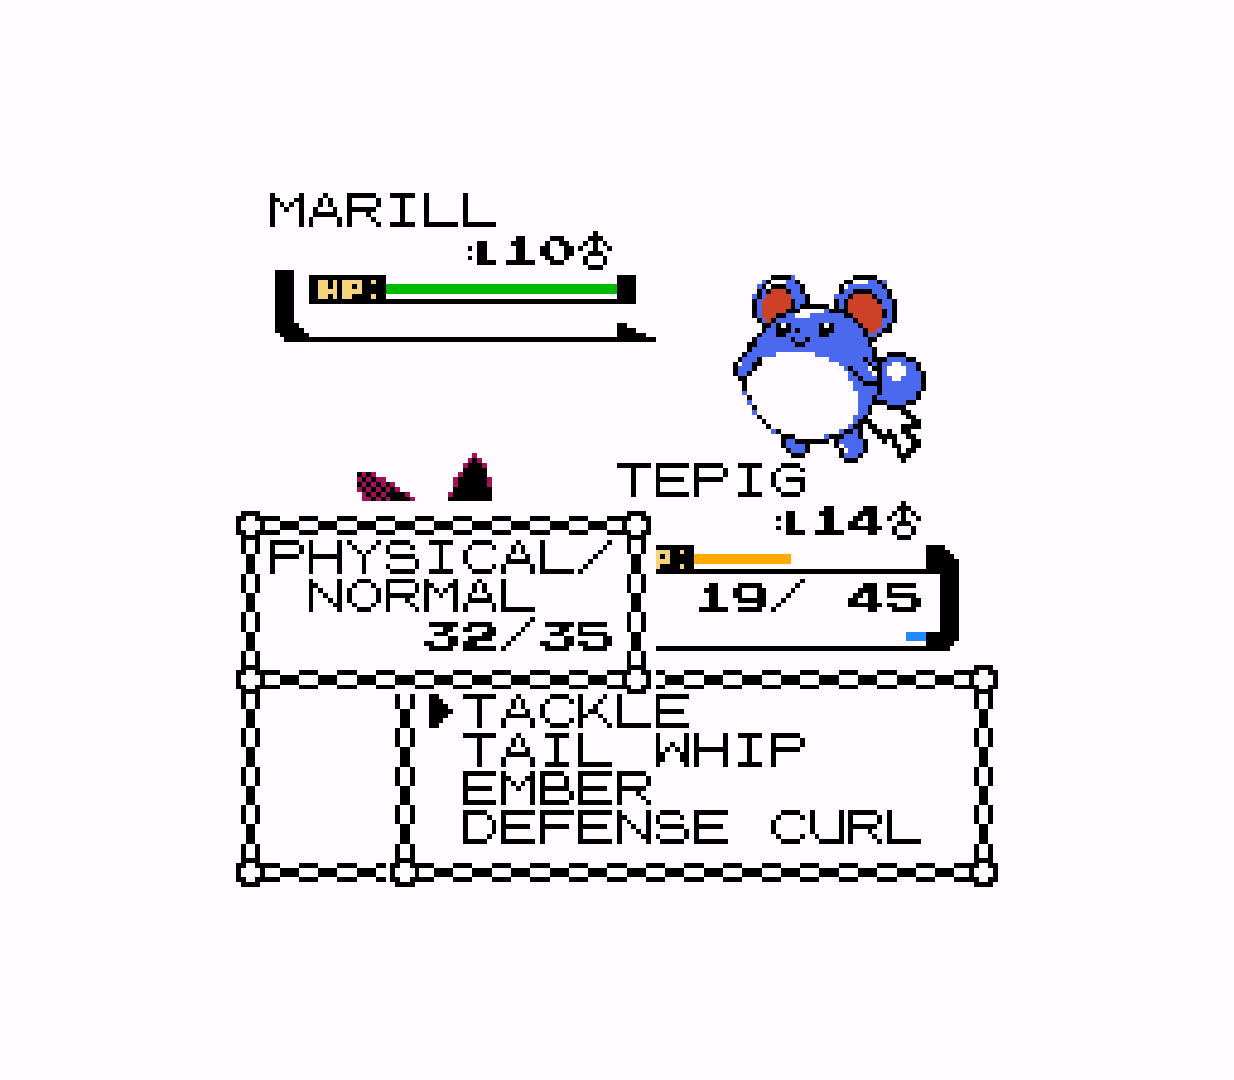 MARILL
:L10♂
HP:
TEPIG
:L14♂
P:
19/ 45
PHYSICAL/
NORMAL
32/35
▶TACKLE
TAIL WHIP
EMBER
DEFENSE CURL